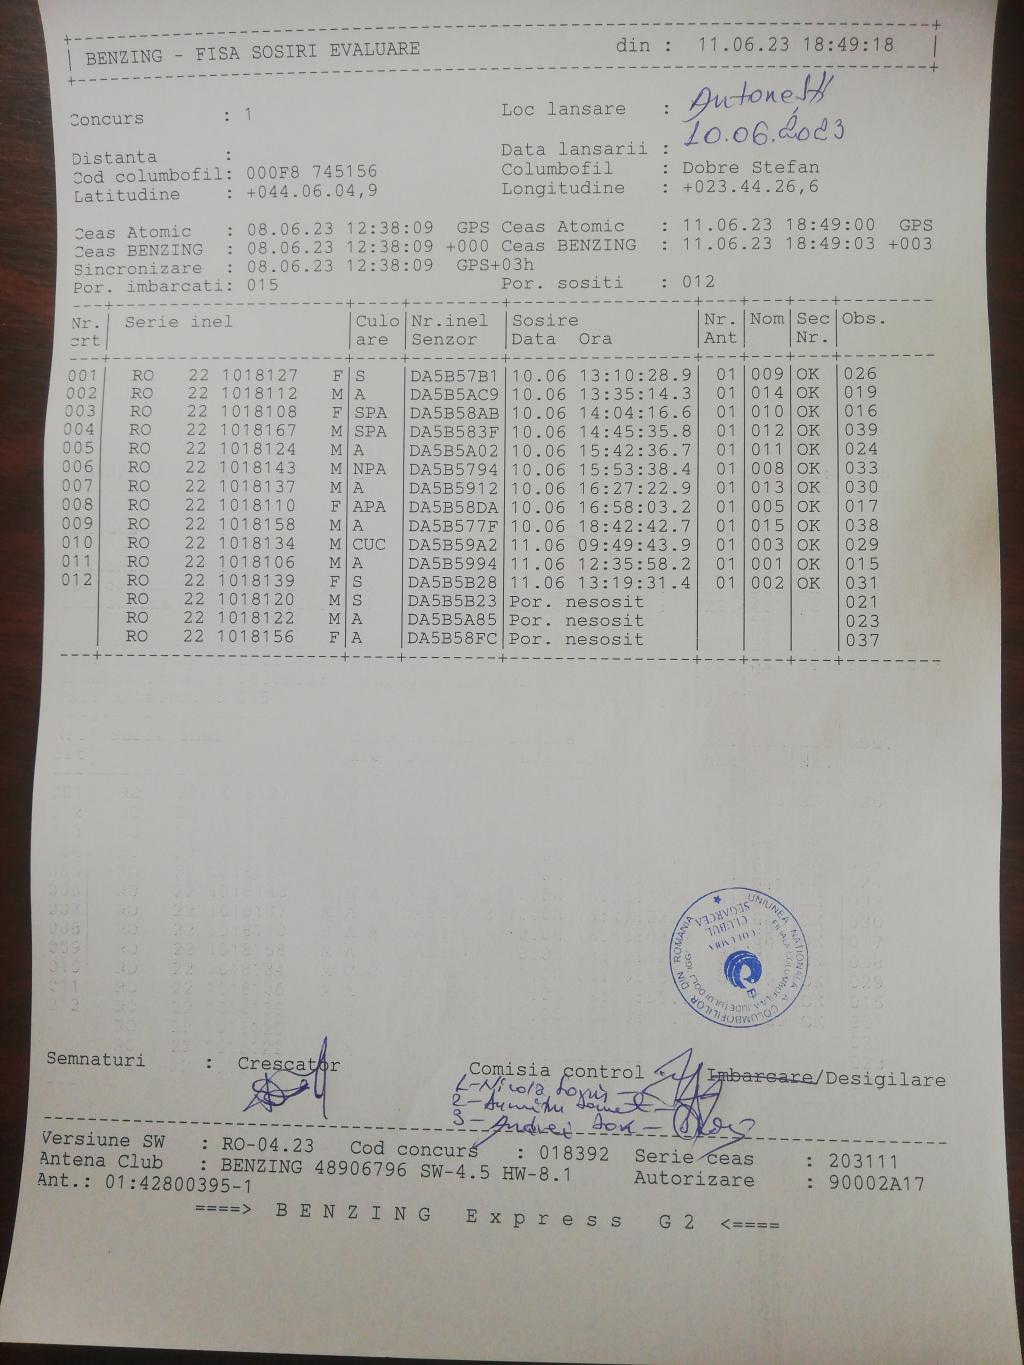 BENZING - FISA SOSIRI EVALUARE din : 11.06.23 18:49:18
Concurs : 1 Loc lansare :
Distanta : Data lansarii : 10.06.2023
Cod columbofil: 000F8 745156 Columbofil : Dobre Stefan
Latitudine : +044.06.04,9 Longitudine : +023.44.26,6
Ceas Atomic : 08.06.23 12:38:09 GPS Ceas Atomic : 11.06.23 18:49:00 GPS
Ceas BENZING : 08.06.23 12:38:09 +000 Ceas BENZING : 11.06.23 18:49:03 +003
Sincronizare : 08.06.23 12:38:09 GPS+03h
Por. imbarcati: 015 Por. sositi : 012
Nr. Serie inel Culo Nr.inel Sosire Nr. Nom Sec Obs.
crt are Senzor Data Ora Ant Nr.
001 RO 22 1018127 F S DA5B57B1 10.06 13:10:28.9 01 009 OK 026
002 RO 22 1018112 M A DA5B5AC9 10.06 13:35:14.3 01 014 OK 019
003 RO 22 1018108 F SPA DA5B58AB 10.06 14:04:16.6 01 010 OK 016
004 RO 22 1018167 M SPA DA5B583F 10.06 14:45:35.8 01 012 OK 039
005 RO 22 1018124 M A DA5B5A02 10.06 15:42:36.7 01 011 OK 024
006 RO 22 1018143 M NPA DA5B5794 10.06 15:53:38.4 01 008 OK 033
007 RO 22 1018137 M A DA5B5912 10.06 16:27:22.9 01 013 OK 030
008 RO 22 1018110 F APA DA5B58DA 10.06 16:58:03.2 01 005 OK 017
009 RO 22 1018158 M A DA5B577F 10.06 18:42:42.7 01 015 OK 038
010 RO 22 1018134 M CUC DA5B59A2 11.06 09:49:43.9 01 003 OK 029
011 RO 22 1018106 M A DA5B5994 11.06 12:35:58.2 01 001 OK 015
012 RO 22 1018139 F S DA5B5B28 11.06 13:19:31.4 01 002 OK 031
RO 22 1018120 M S DA5B5B23 Por. nesosit 021
RO 22 1018122 M A DA5B5A85 Por. nesosit 023
RO 22 1018156 F A DA5B58FC Por. nesosit 037
UNIUNEA NATIONALA A COLUMBOFILILOR DIN ROMANIA
CLUBUL
SEGARCEA
Semnaturi : Crescator Comisia control Imbarcare/Desigilare
1-Nicola
2-Dumitru
3-Andrei
Versiune SW : RO-04.23 Cod concurs : 018392 Serie ceas : 203111
Antena Club : BENZING 48906796 SW-4.5 HW-8.1 Autorizare : 90002A17
Ant.: 01:42800395-1
====> BENZING Express G2 <====